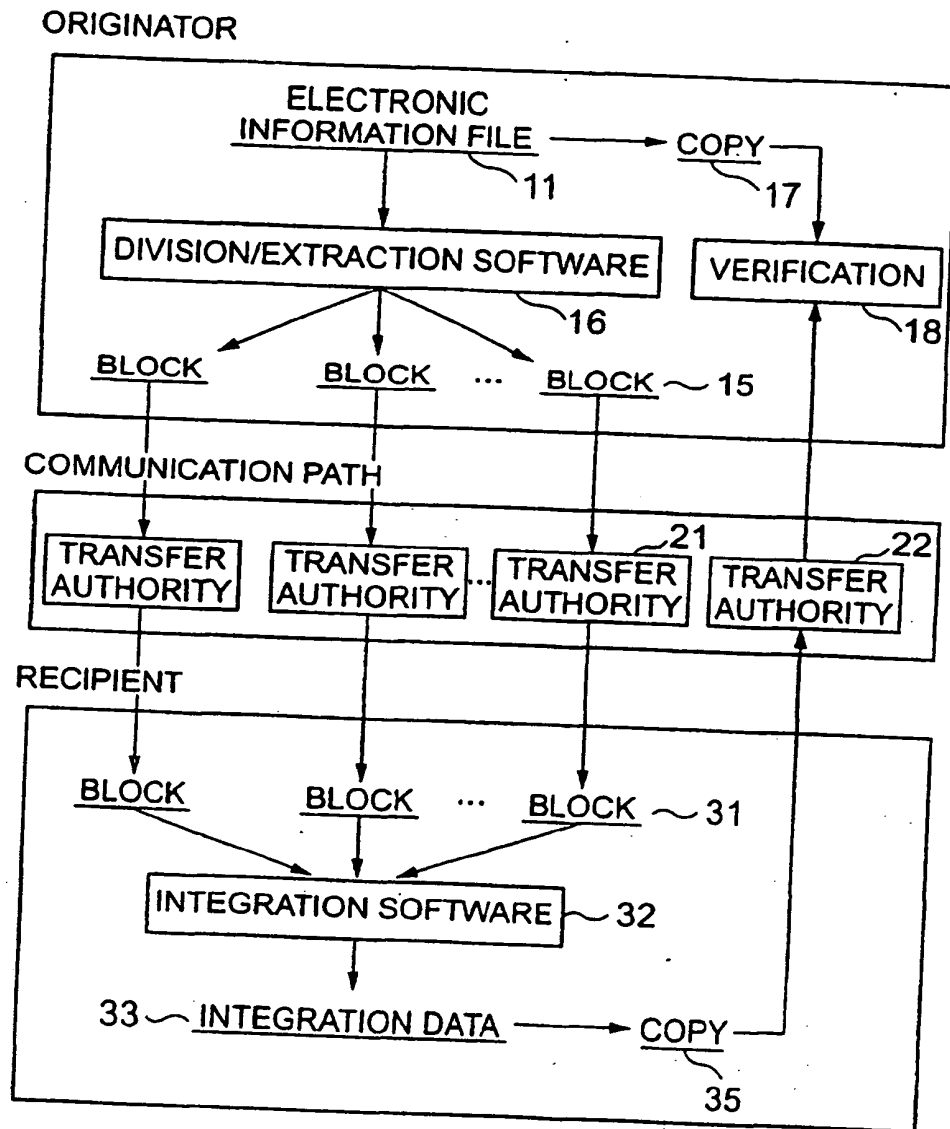 ORIGINATOR
ELECTRONIC
INFORMATION FILE
11
COPY
17
DIVISION/EXTRACTION SOFTWARE
16
VERIFICATION
18
BLOCK
BLOCK
...
BLOCK
15
COMMUNICATION PATH
TRANSFER
AUTHORITY
TRANSFER
AUTHORITY
...
21
TRANSFER
AUTHORITY
22
TRANSFER
AUTHORITY
RECIPIENT
BLOCK
BLOCK
...
BLOCK
31
INTEGRATION SOFTWARE
32
33
INTEGRATION DATA
COPY
35